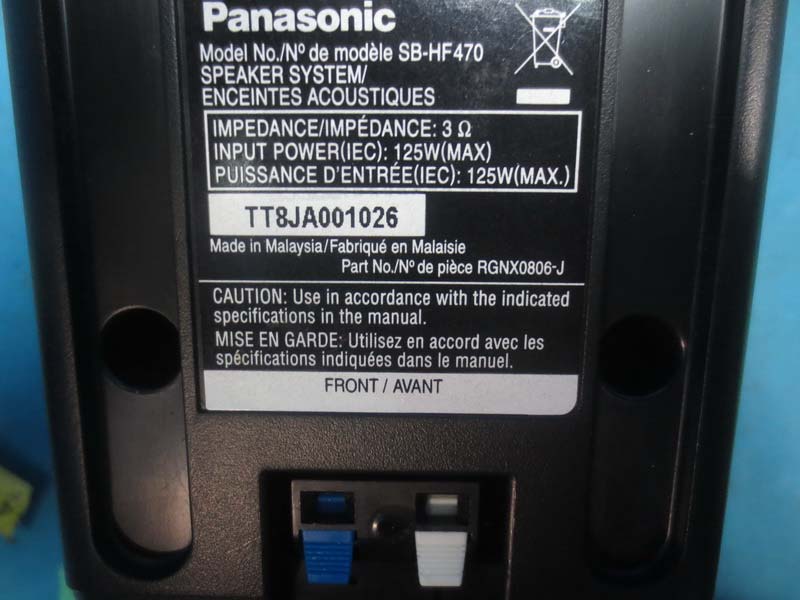 Panasonic
Model No./Nº de modèle SB-HF470
SPEAKER SYSTEM/
ENCEINTES ACOUSTIQUES
IMPEDANCE/IMPÉDANCE: 3 Ω
INPUT POWER(IEC): 125W(MAX)
PUISSANCE D'ENTRÉE(IEC): 125W(MAX.)
TT8JA001026
Made in Malaysia/Fabriqué en Malaisie
Part No./Nº de pièce RGNX0806-J
CAUTION: Use in accordance with the indicated
specifications in the manual.
MISE EN GARDE: Utilisez en accord avec les
spécifications indiquées dans le manuel.
FRONT / AVANT